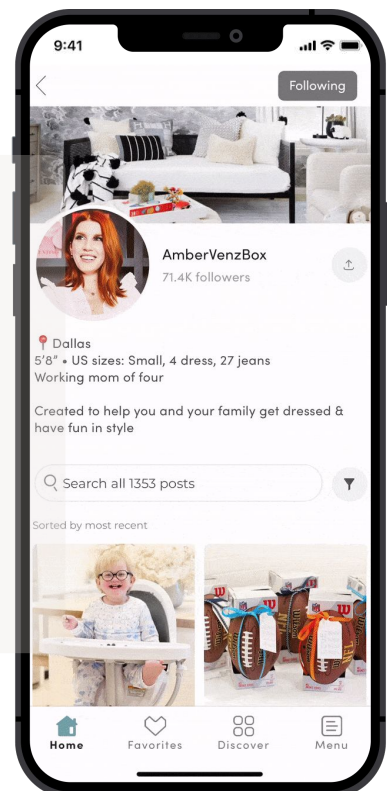 9:41
Following
AmberVenzBox
71.4K followers
📍 Dallas
5'8" • US sizes: Small, 4 dress, 27 jeans
Working mom of four
Created to help you and your family get dressed &
have fun in style
Search all 1353 posts
Sorted by most recent
W
NFL
Home
Favorites
Discover
Menu